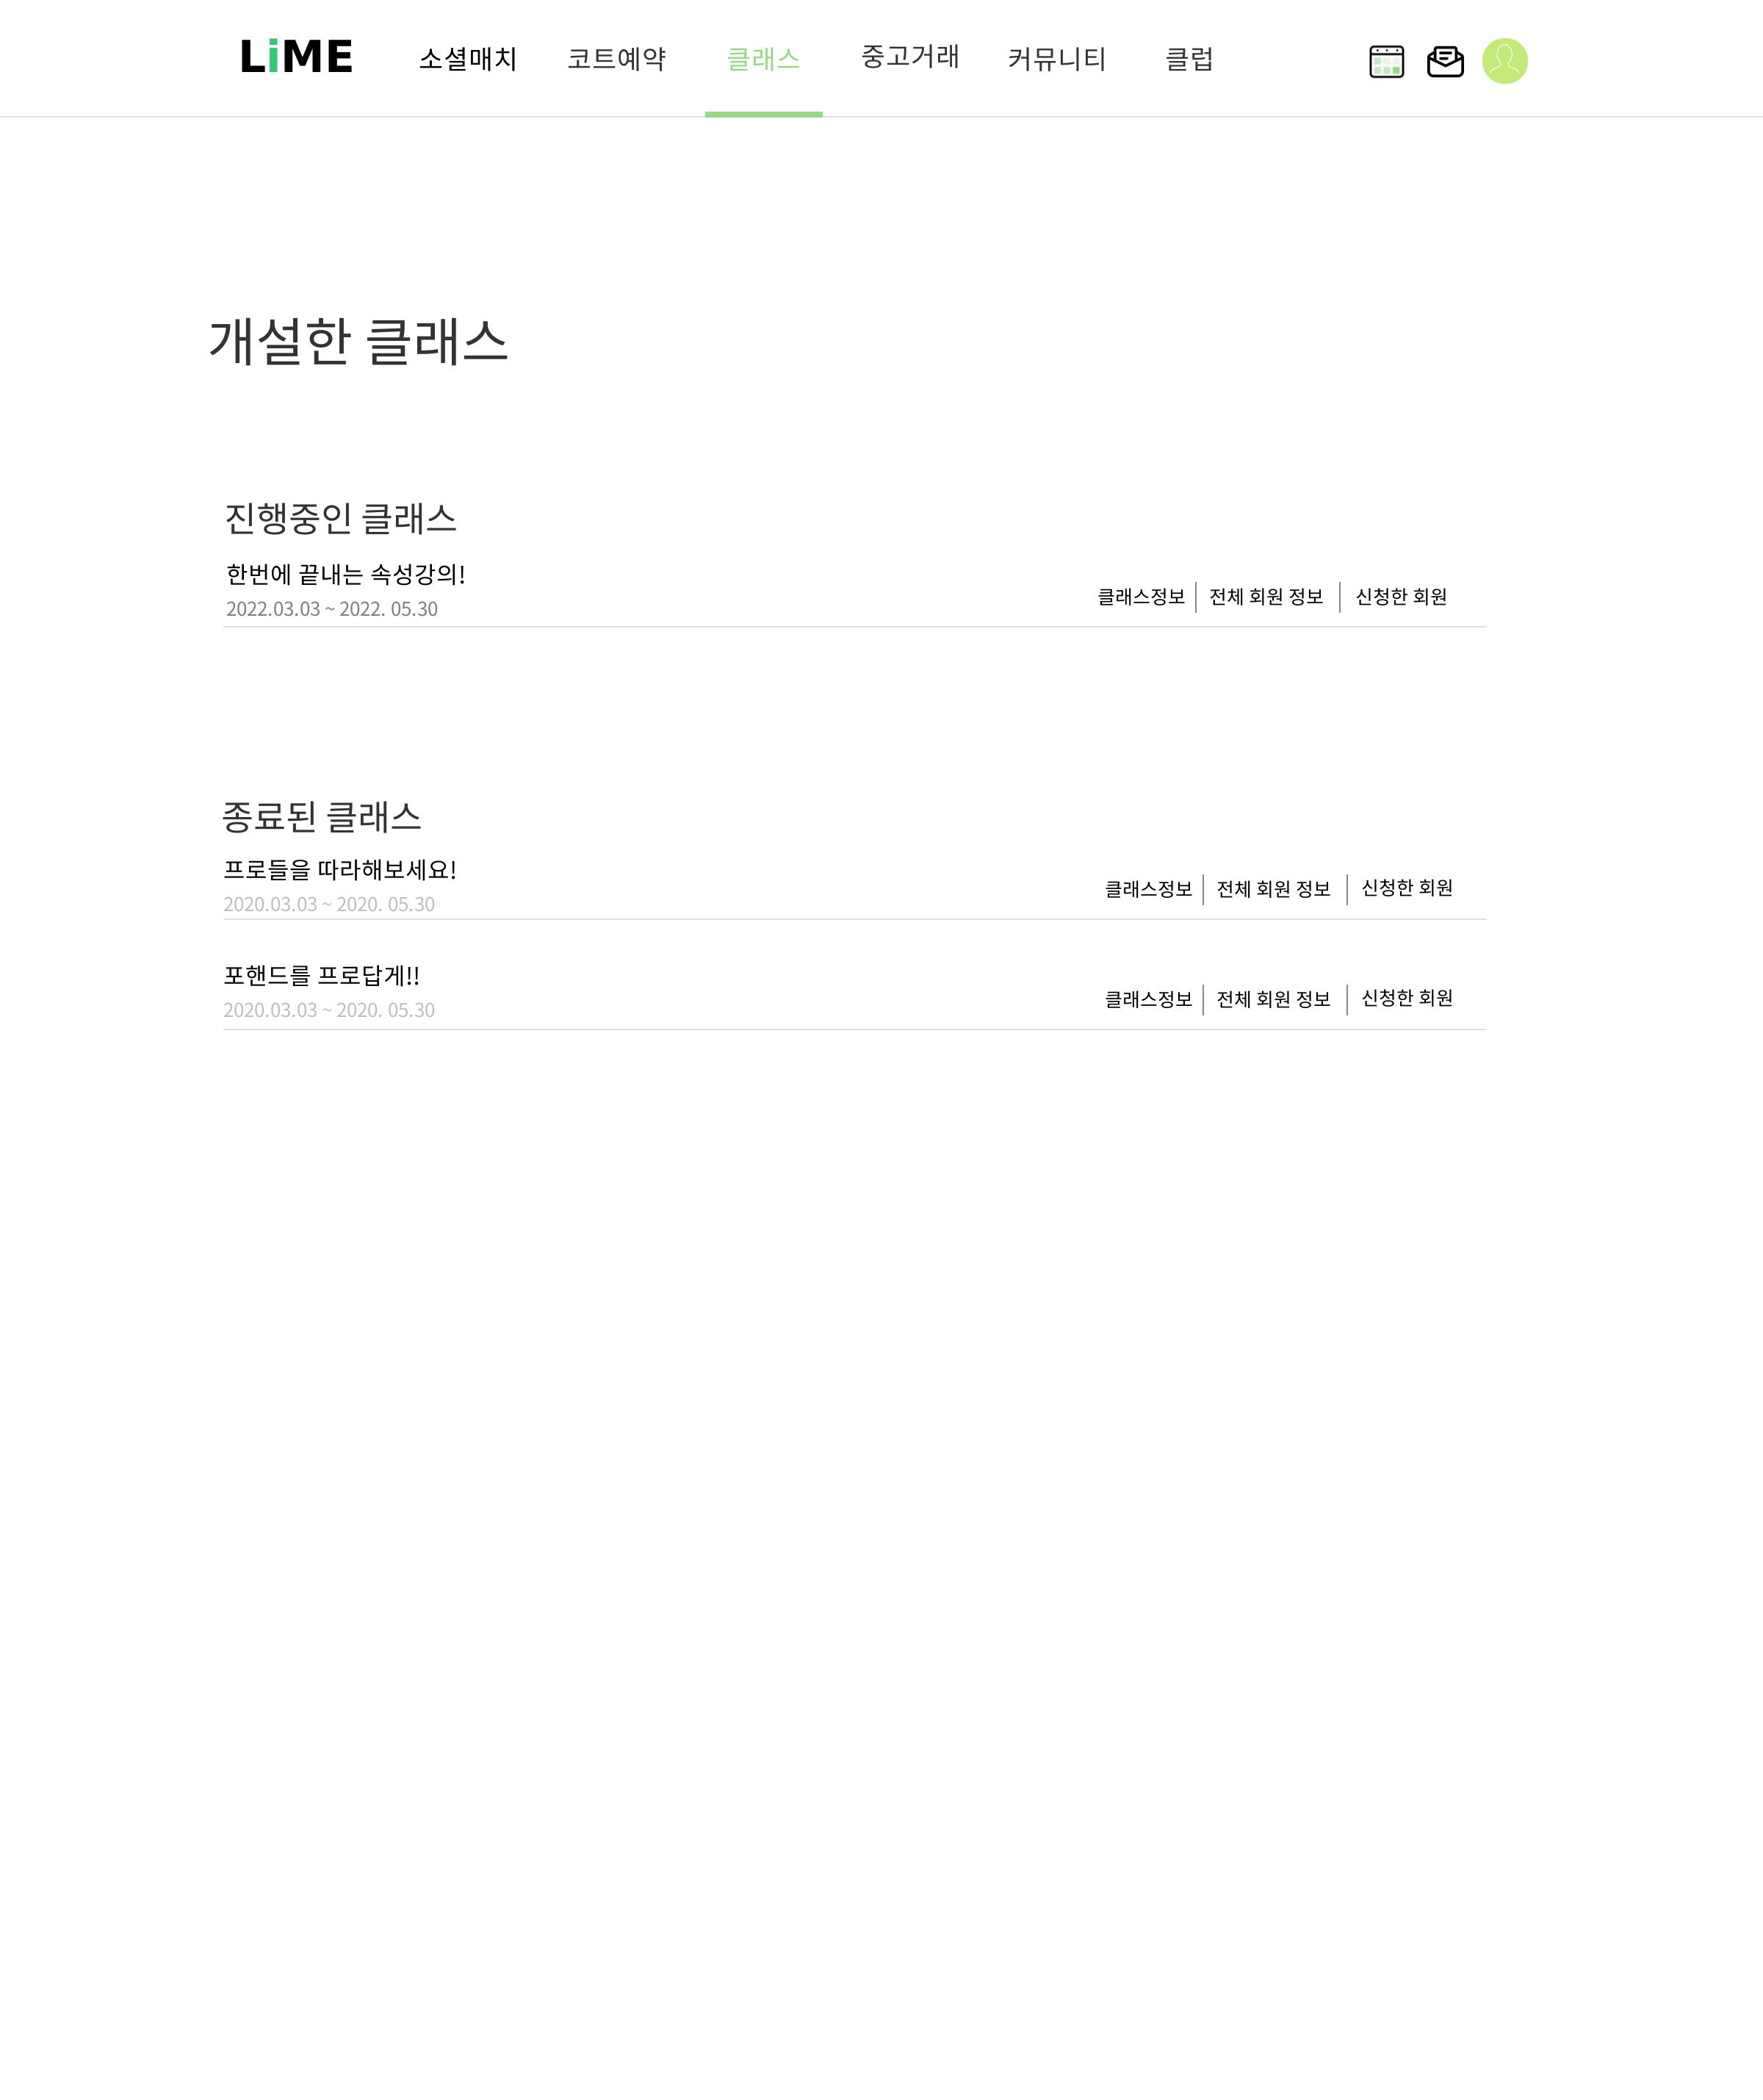 LiME 소셜매치 코트예약 클래스 중고거래 커뮤니티 클럽
개설한 클래스
진행중인 클래스
한번에 끝내는 속성강의!
2022.03.03 ~ 2022. 05.30
클래스정보 전체 회원 정보 신청한 회원
종료된 클래스
프로들을 따라해보세요!
2020.03.03 ~ 2020. 05.30
클래스정보 전체 회원 정보 신청한 회원
포핸드를 프로답게!!
2020.03.03 ~ 2020. 05.30
클래스정보 전체 회원 정보 신청한 회원